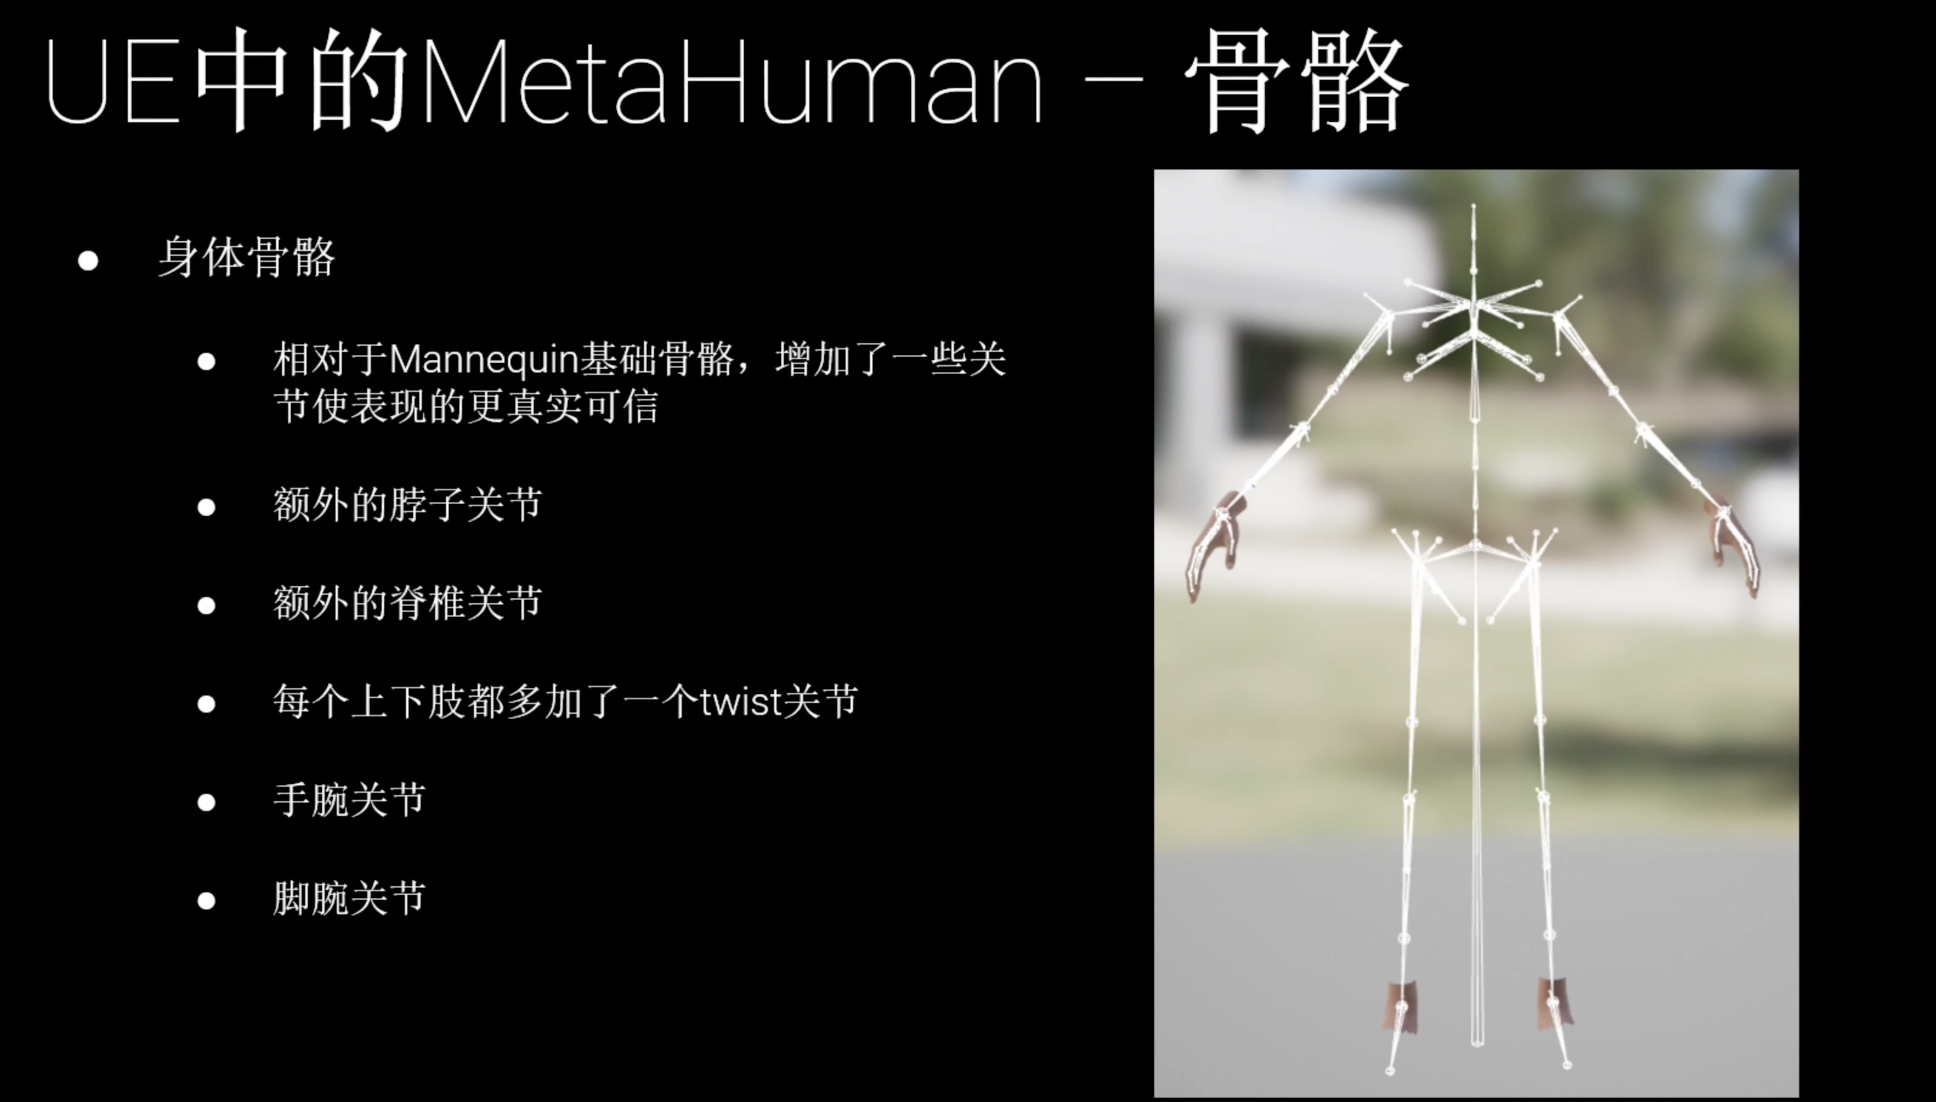 UE中的MetaHuman – 骨骼
身体骨骼
相对于Mannequin基础骨骼，增加了一些关
节使表现的更真实可信
额外的脖子关节
额外的脊椎关节
每个上下肢都多加了一个twist关节
手腕关节
脚腕关节